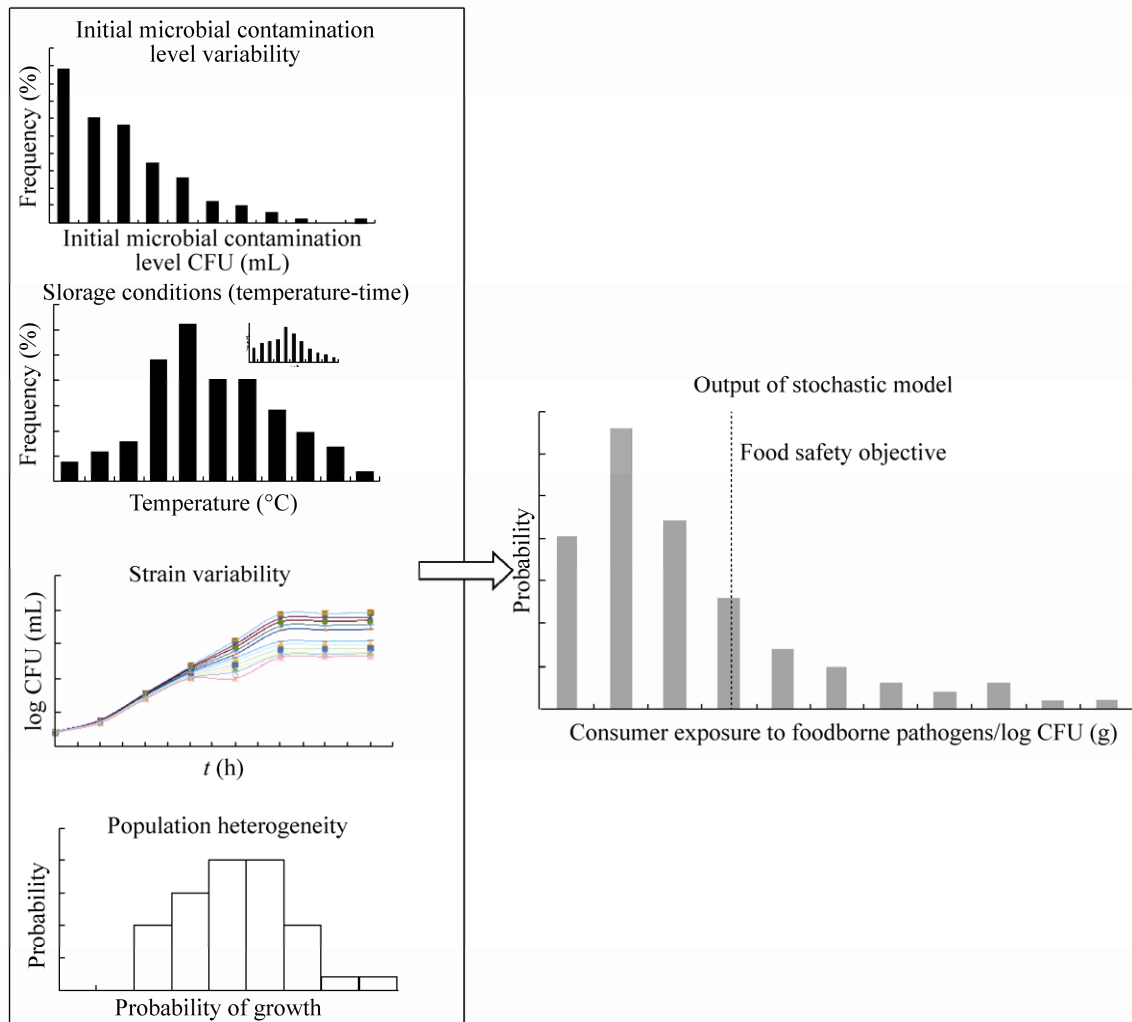 Initial microbial contamination
level variability
Frequency (%)
Initial microbial contamination
level CFU (mL)
Slorage conditions (temperature-time)
Frequency (%)
Temperature (°C)
Strain variability
log CFU (mL)
t (h)
Population heterogeneity
Probability
Probability of growth
Output of stochastic model
Food safety objective
Probability
Consumer exposure to foodborne pathogens/log CFU (g)